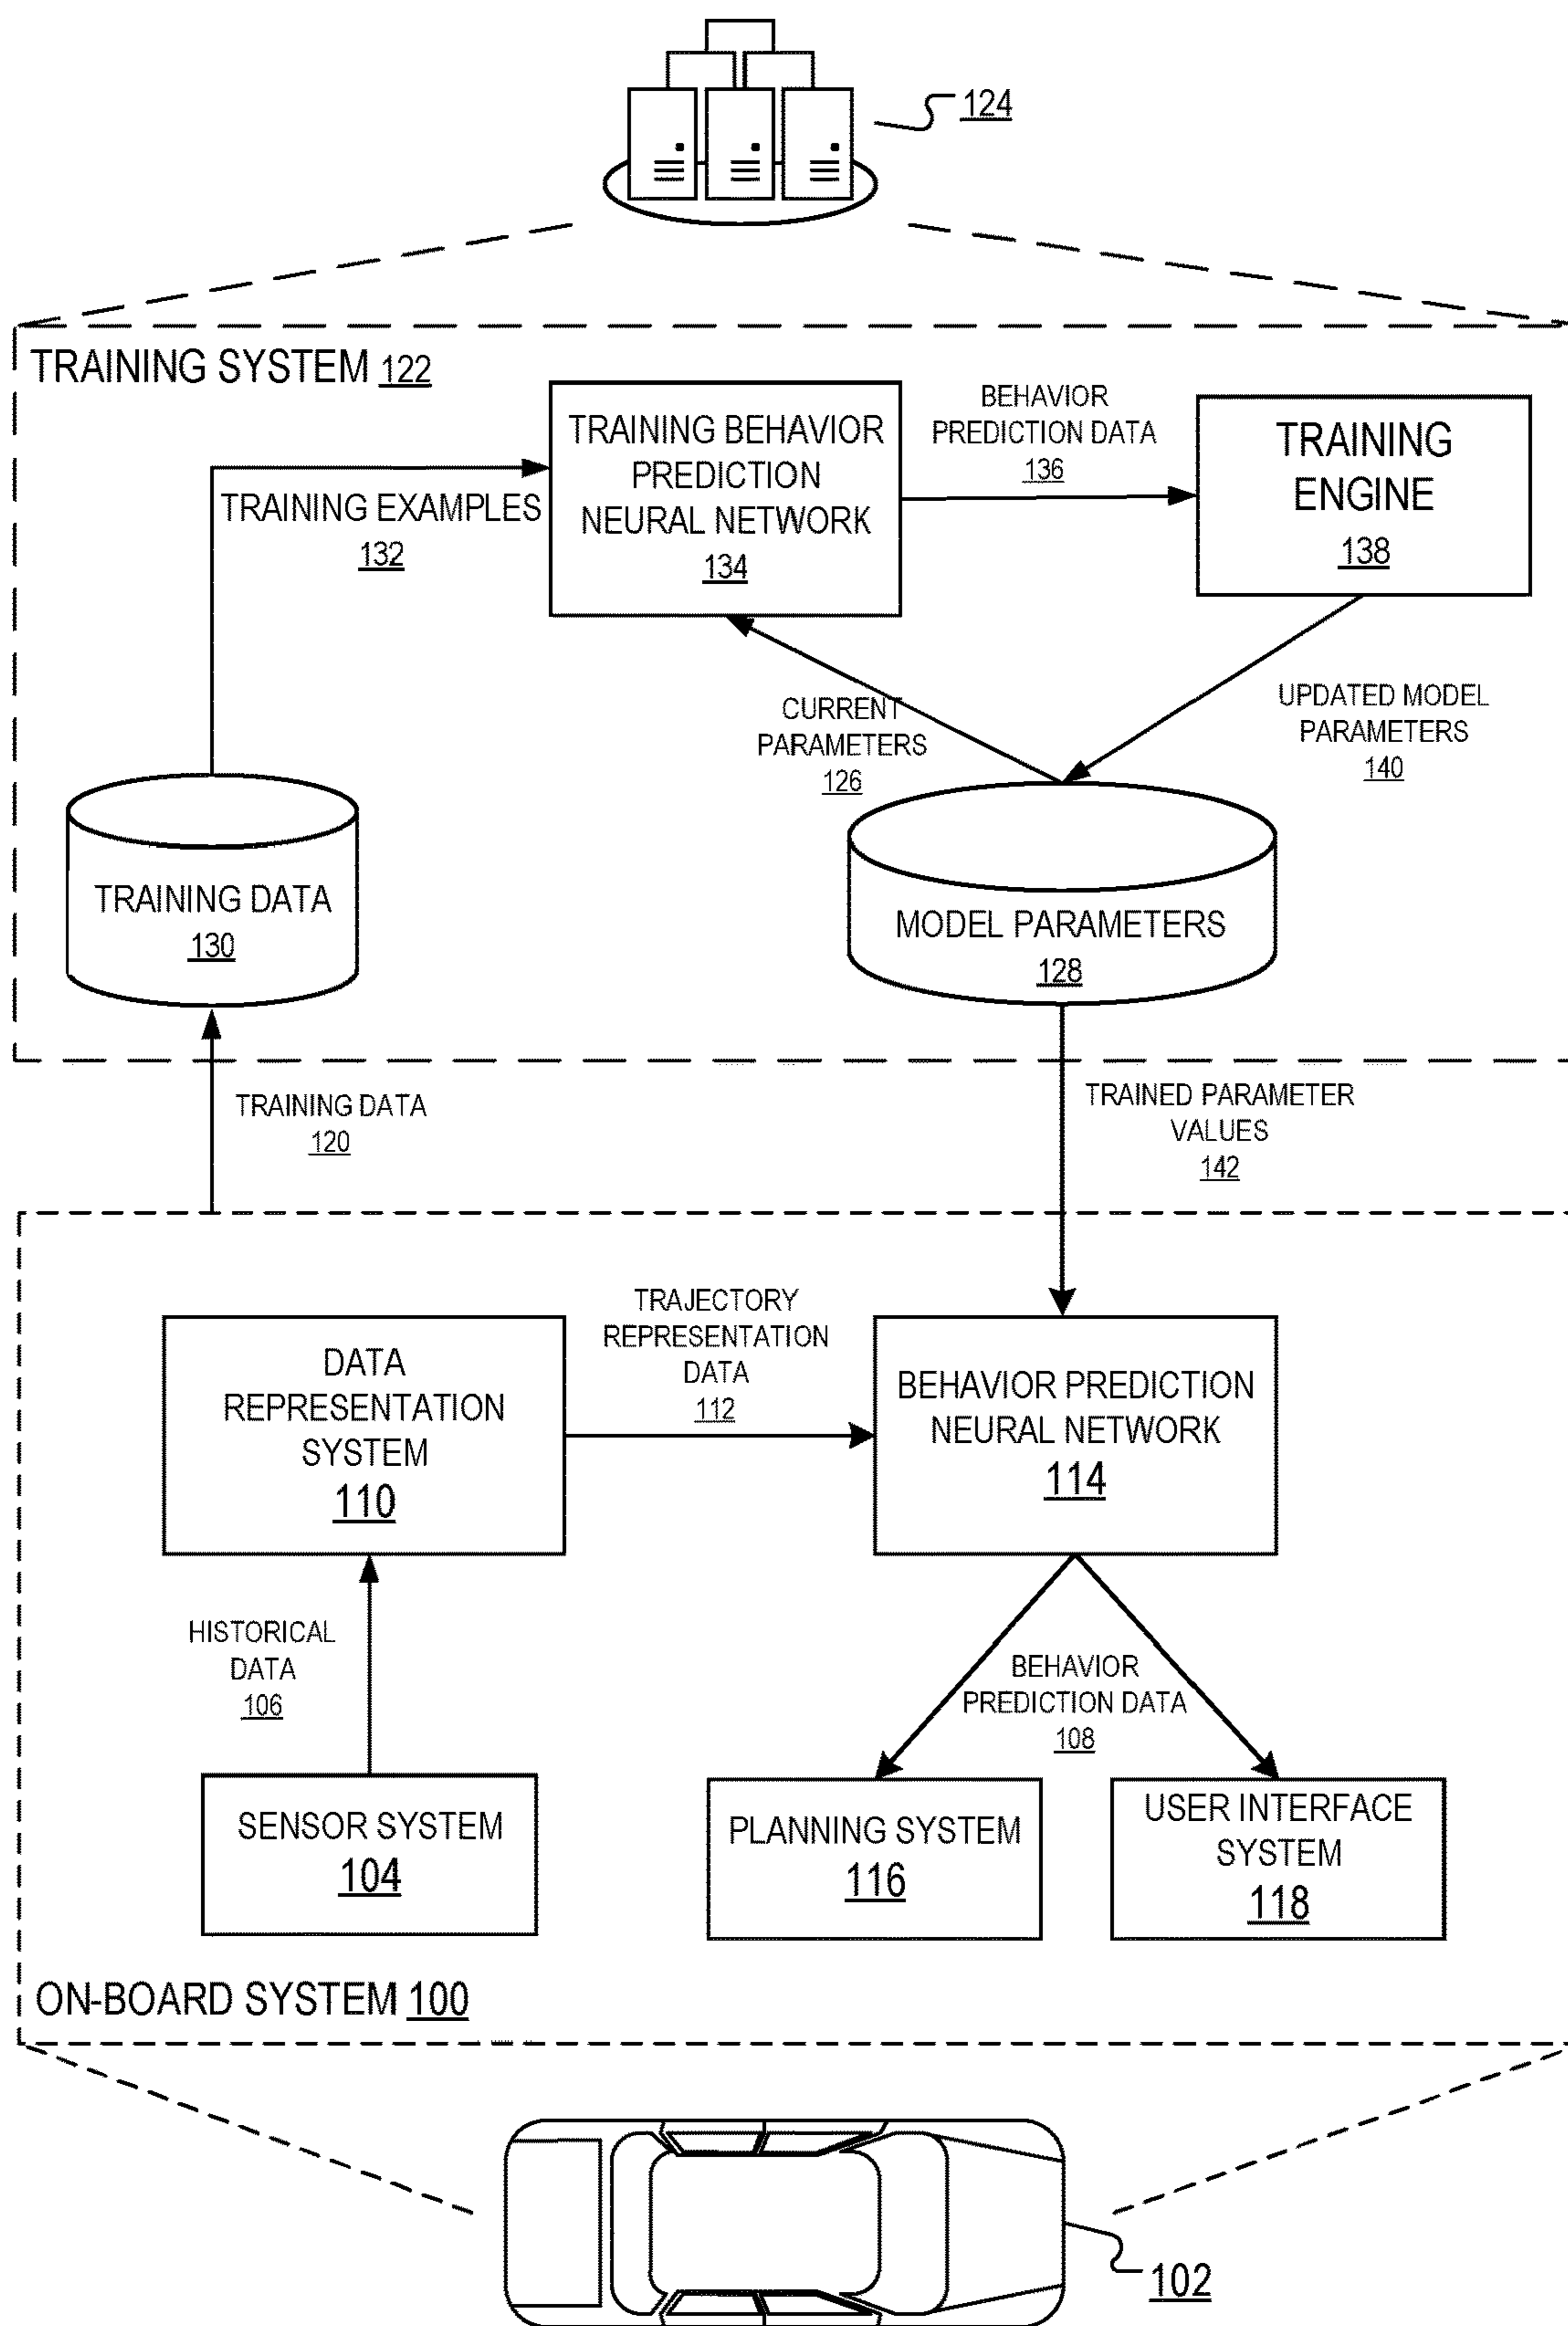 124
TRAINING SYSTEM 122
TRAINING BEHAVIOR
PREDICTION
NEURAL NETWORK
134
BEHAVIOR
PREDICTION DATA
136
TRAINING
ENGINE
138
TRAINING EXAMPLES
132
CURRENT
PARAMETERS
126
UPDATED MODEL
PARAMETERS
140
TRAINING DATA
130
MODEL PARAMETERS
128
TRAINING DATA
120
TRAINED PARAMETER
VALUES
142
DATA
REPRESENTATION
SYSTEM
110
TRAJECTORY
REPRESENTATION
DATA
112
BEHAVIOR PREDICTION
NEURAL NETWORK
114
HISTORICAL
DATA
106
BEHAVIOR
PREDICTION DATA
108
SENSOR SYSTEM
104
PLANNING SYSTEM
116
USER INTERFACE
SYSTEM
118
ON-BOARD SYSTEM 100
102